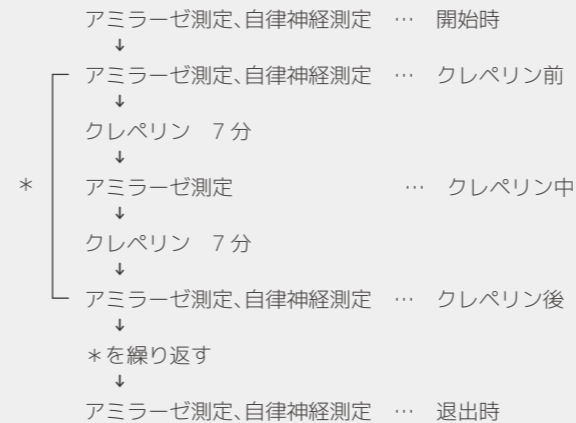 アミラーゼ測定、自律神経測定 … 開始時
↓
アミラーゼ測定、自律神経測定 … クレペリン前
↓
クレペリン 7分
↓
＊ アミラーゼ測定 … クレペリン中
↓
クレペリン 7分
↓
アミラーゼ測定、自律神経測定 … クレペリン後
↓
＊を繰り返す
↓
アミラーゼ測定、自律神経測定 … 退出時